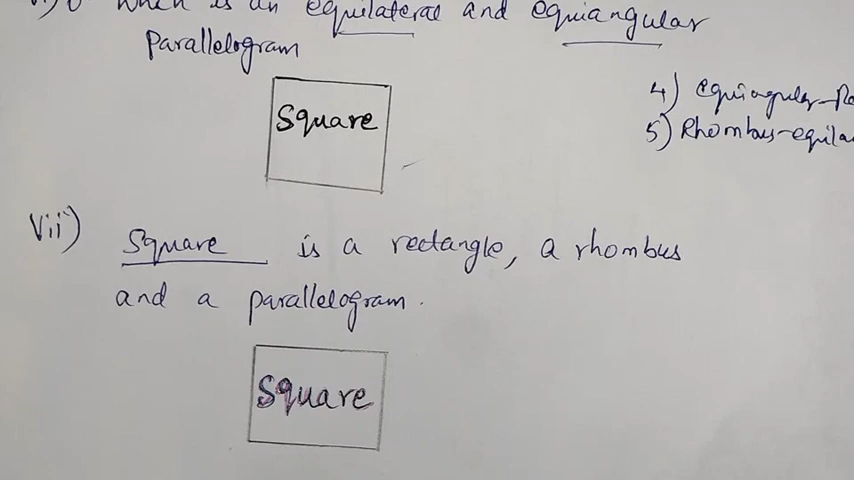 which is an equilateral and equiangular
Parallelogram
Square
4) equiangular-
5) Rhombus-equila
Vii) Square is a rectangle, a rhombus
and a parallelogram.
Square